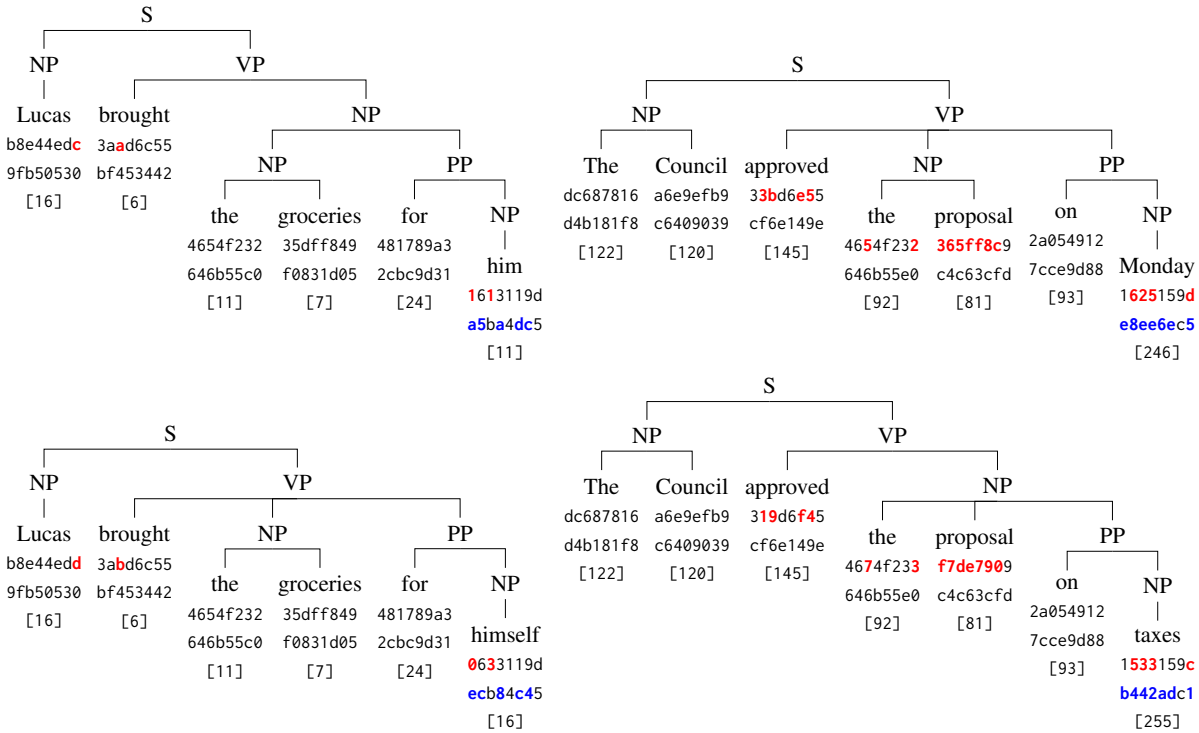 S
NP VP
Lucas brought NP
b8e44edc 3aad6c55
9fb50530 bf453442
[16] [6]
NP PP
the groceries for NP
4654f232 35dff849 481789a3
646b55c0 f0831d05 2cbc9d31
[11] [7] [24]
him
1613119d
a5ba4dc5
[11]
S
NP VP
The Council approved NP PP
dc687816 a6e9efb9 33bd6e55
d4b181f8 c6409039 cf6e149e
[122] [120] [145]
the proposal on NP
4654f232 365ff8c9 2a054912
646b55e0 c4c63cfd 7cce9d88
[92] [81] [93]
Monday
1625159d
e8ee6ec5
[246]
S
NP VP
Lucas brought NP PP
b8e44edd 3abd6c55
9fb50530 bf453442
[16] [6]
the groceries for NP
4654f232 35dff849 481789a3
646b55c0 f0831d05 2cbc9d31
[11] [7] [24]
himself
0633119d
ecb84c45
[16]
S
NP VP
The Council approved NP
dc687816 a6e9efb9 319d6f45
d4b181f8 c6409039 cf6e149e
[122] [120] [145]
the proposal PP
4674f233 f7de7909
646b55e0 c4c63cfd
[92] [81]
on NP
2a054912
7cce9d88
[93]
taxes
1533159c
b442adc1
[255]